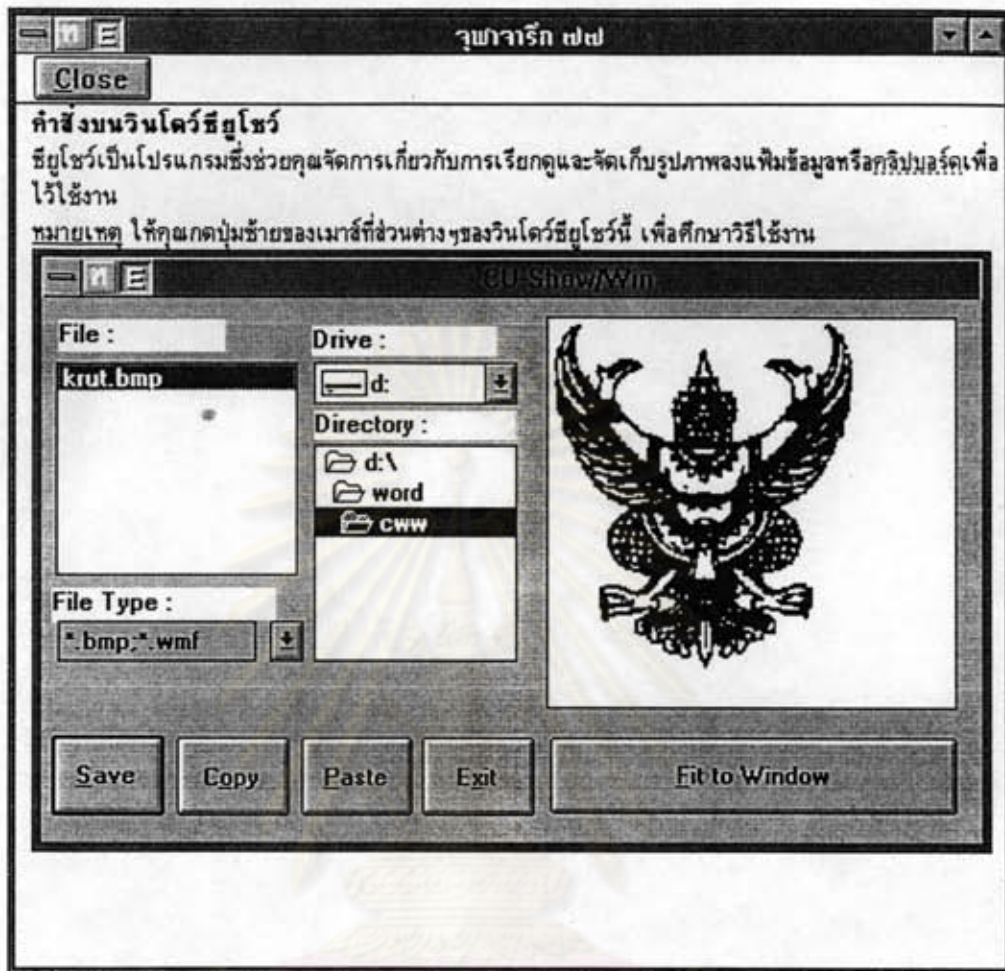 ท E จุฬาจารึก ๗๗
Close
คำสั่งบนวินโดว์ซียูโชว์
ซียูโชว์เป็นโปรแกรมซึ่งช่วยคุณจัดการเกี่ยวกับการเรียกดูและจัดเก็บรูปภาพลงแฟ้มข้อมูลหรือคลิปบอร์ดเพื่อ
ไว้ใช้งาน
หมายเหตุ ให้คุณกดปุ่มซ้ายของเมาส์ที่ส่วนต่างๆของวินโดว์ซียูโชว์นี้ เพื่อศึกษาวิธีใช้งาน
ท E CU Show/Win
File :
krut.bmp
File Type :
*.bmp;*.wmf
Drive :
d:
Directory :
d:\
word
cww
Save Copy Paste Exit Fit to Window